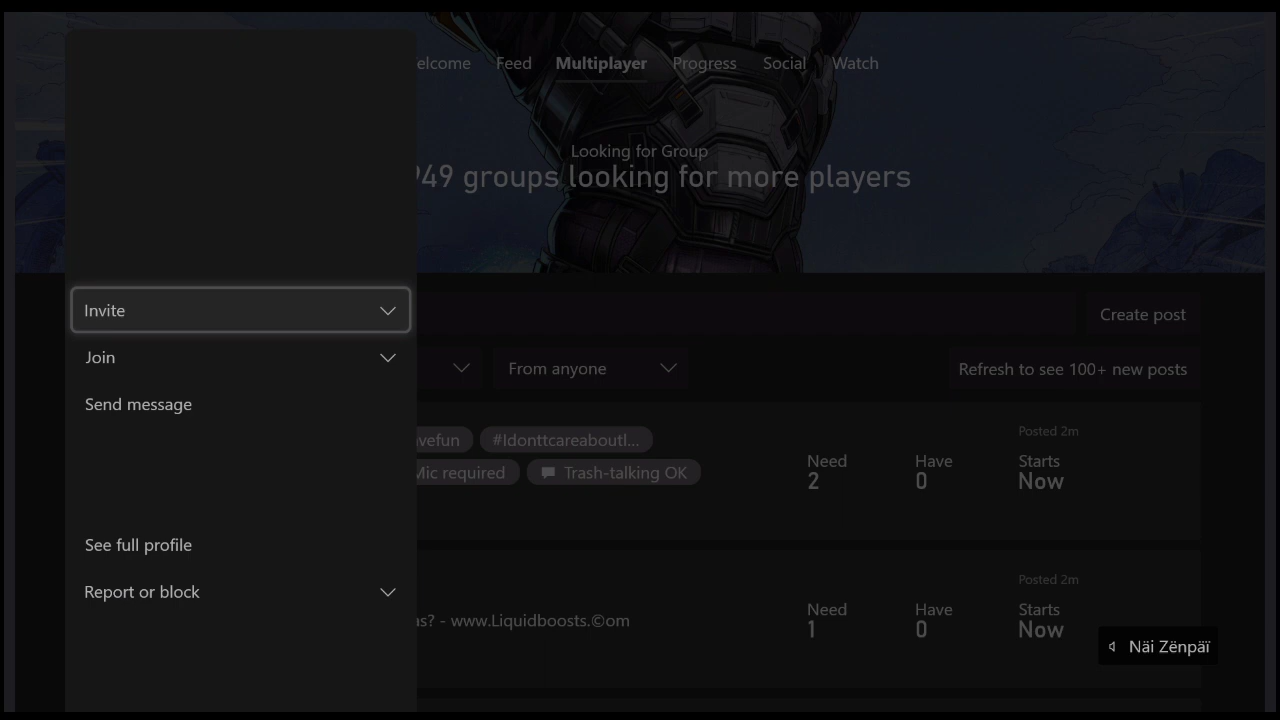 elcome Feed Multiplayer Progress Social Watch
Looking for Group
949 groups looking for more players
Invite
Create post
Join
From anyone
Refresh to see 100+ new posts
Send message
Posted 2m
vefun #Idonttcareaboutl...
Need Have Starts
Mic required Trash-talking OK
2 0 Now
See full profile
Posted 2m
Report or block
Need Have Starts
as? - www.Liquidboosts.©om
1 0 Now
Näi Zënpäï